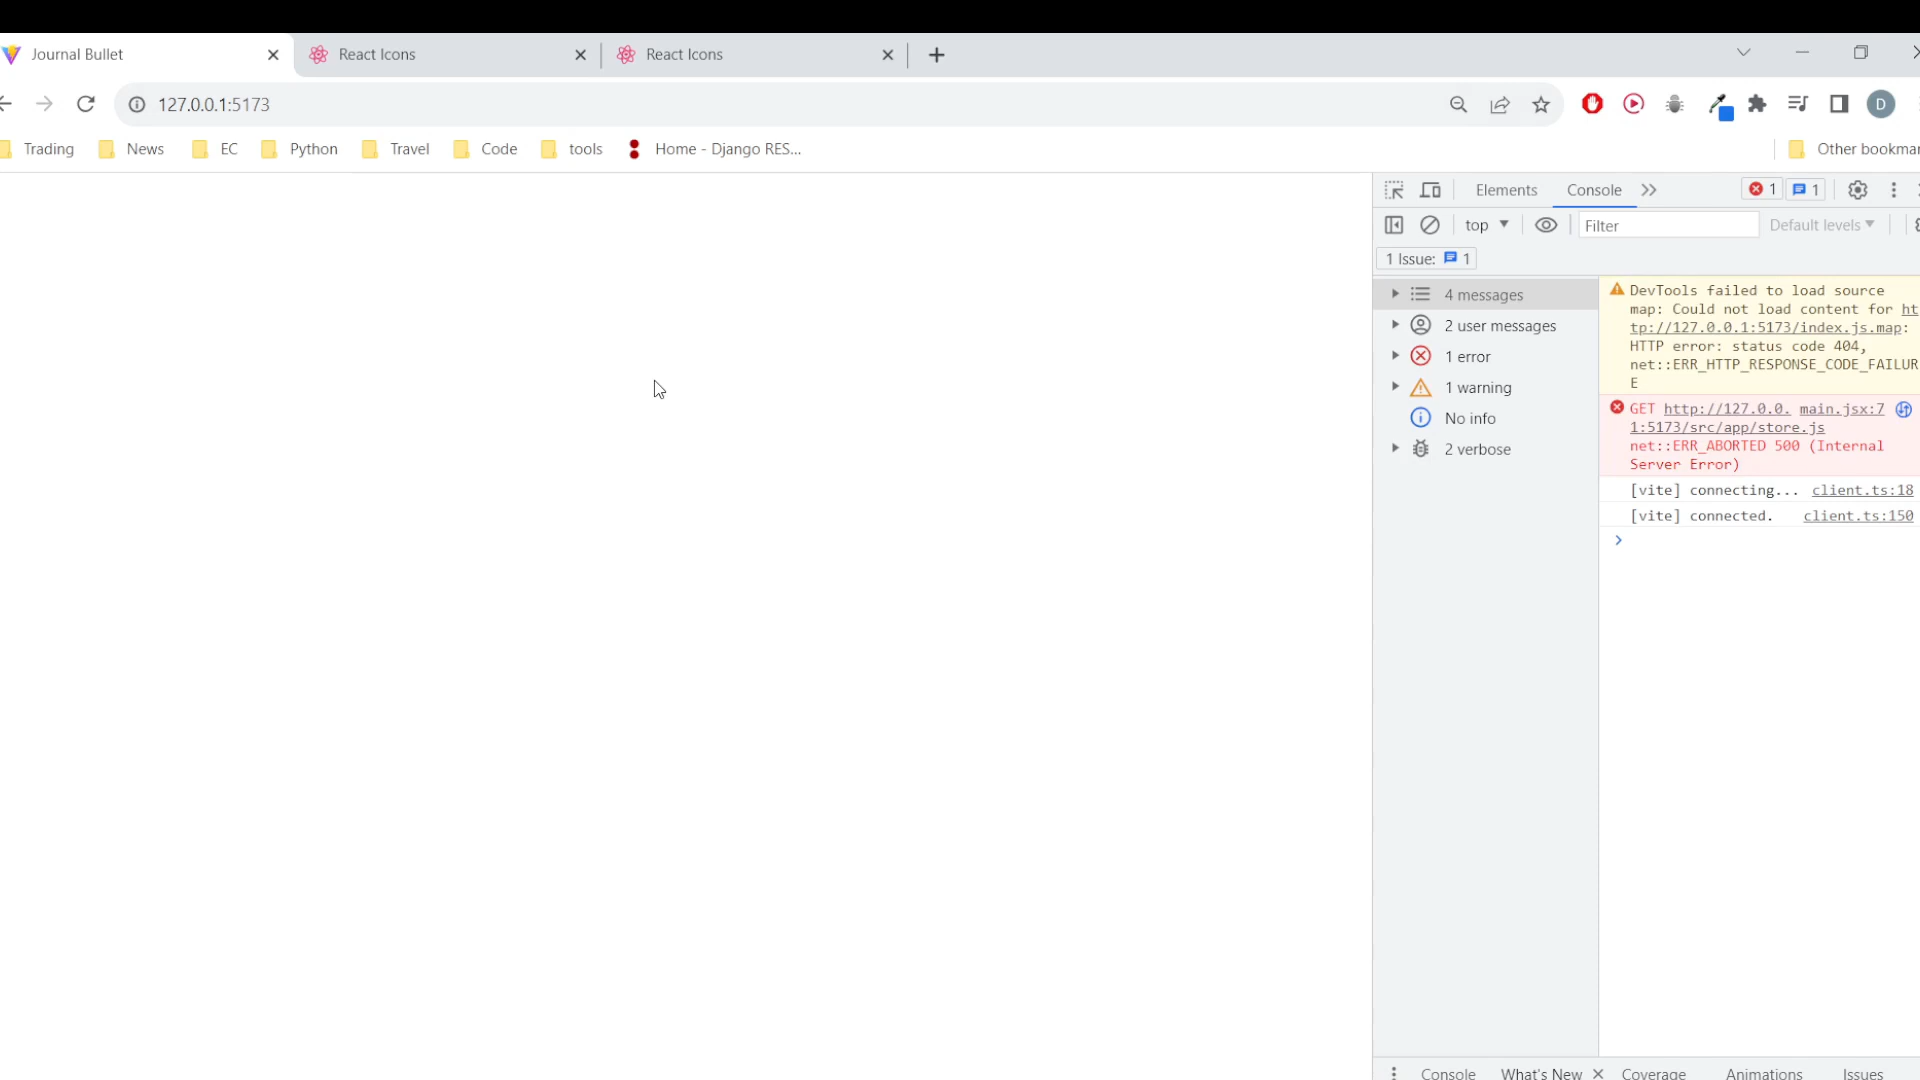 Journal Bullet
React Icons
React Icons
127.0.0.1:5173
D
Trading
News
EC
Python
Travel
Code
tools
Home - Django RES...
Other bookmar
Elements
Console
1
1
top
Filter
Default levels
1 Issue:
1
4 messages
2 user messages
1 error
1 warning
No info
2 verbose
DevTools failed to load source
map: Could not load content for ht
tp://127.0.0.1:5173/index.js.map:
HTTP error: status code 404,
net::ERR_HTTP_RESPONSE_CODE_FAILUR
E
GET http://127.0.0. main.jsx:7
1:5173/src/app/store.js
net::ERR_ABORTED 500 (Internal
Server Error)
[vite] connecting... client.ts:18
[vite] connected. client.ts:150
Console
What's New
Coverage
Animations
Issues